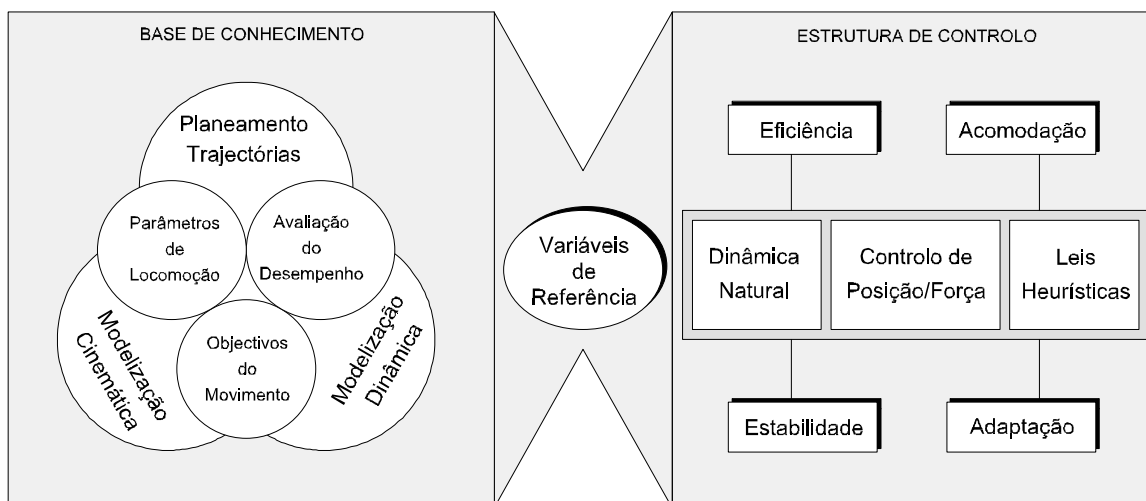 BASE DE CONHECIMENTO
Planeamento
Trajectórias
Parâmetros
de
Locomoção
Avaliação
do
Desempenho
Modelização
Cinemática
Objectivos
do
Movimento
Modelização
Dinâmica
Variáveis
de
Referência
ESTRUTURA DE CONTROLO
Eficiência
Acomodação
Dinâmica
Natural
Controlo de
Posição/Força
Leis
Heurísticas
Estabilidade
Adaptação